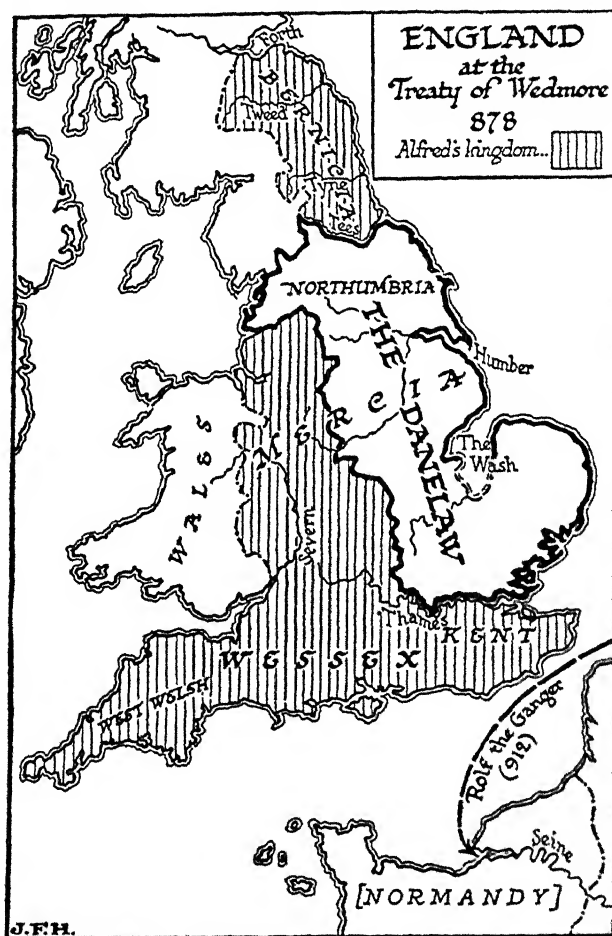 ENGLAND
at the
Treaty of Wedmore
878
Alfred's kingdom...
Forth
BERNICIA
Tweed
Tyne
Tees
NORTHUMBRIA
THE DANELAW
Humber
MERCIA
The
Wash
WALES
Severn
Thames
KENT
WESSEX
WEST WELSH
Rolf the Ganger
(912)
Seine
[NORMANDY]
J.F.H.